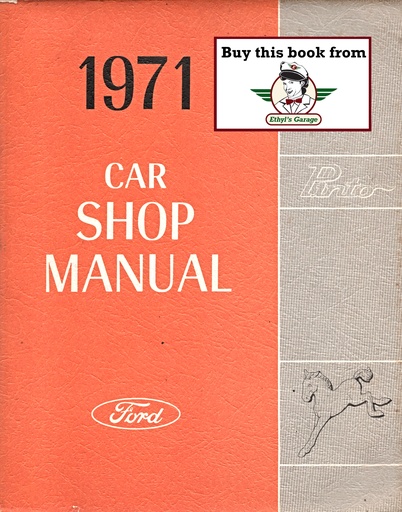 1971
Buy this book from
Ethyl's Garage
Pinto
CAR
SHOP
MANUAL
Ford